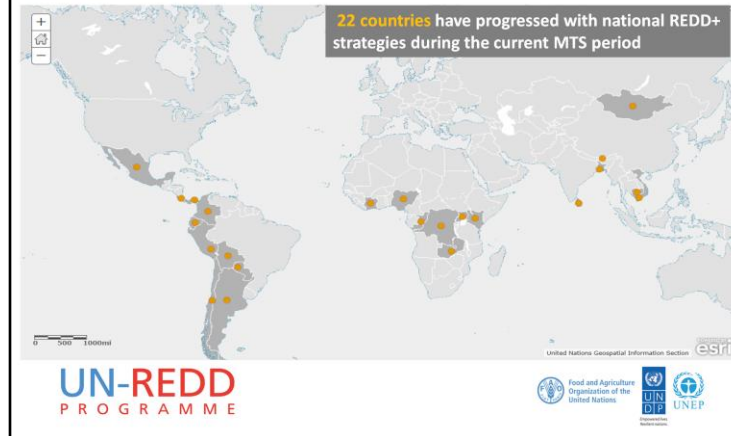 22 countries have progressed with national REDD+
strategies during the current MTS period
+
−
0 500 1000mi
United Nations Geospatial Information Section
esri
UN-REDD
PROGRAMME
Food and Agriculture
Organization of the
United Nations
U N
D P
UNEP